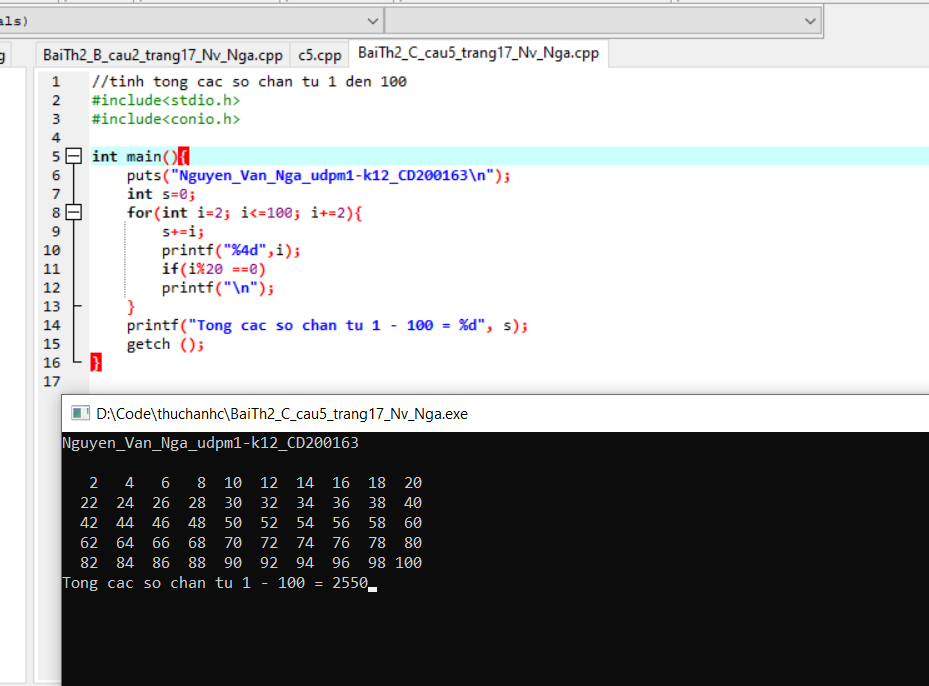 als)
g BaiTh2_B_cau2_trang17_Nv_Nga.cpp c5.cpp BaiTh2_C_cau5_trang17_Nv_Nga.cpp
1 //tinh tong cac so chan tu 1 den 100
2 #include<stdio.h>
3 #include<conio.h>
4
5 int main(){
6 puts("Nguyen_Van_Nga_udpm1-k12_CD200163\n");
7 int s=0;
8 for(int i=2; i<=100; i+=2){
9 s+=i;
10 printf("%4d",i);
11 if(i%20 ==0)
12 printf("\n");
13 }
14 printf("Tong cac so chan tu 1 - 100 = %d", s);
15 getch ();
16 }
17
D:\Code\thuchanhc\BaiTh2_C_cau5_trang17_Nv_Nga.exe
Nguyen_Van_Nga_udpm1-k12_CD200163
2 4 6 8 10 12 14 16 18 20
22 24 26 28 30 32 34 36 38 40
42 44 46 48 50 52 54 56 58 60
62 64 66 68 70 72 74 76 78 80
82 84 86 88 90 92 94 96 98 100
Tong cac so chan tu 1 - 100 = 2550